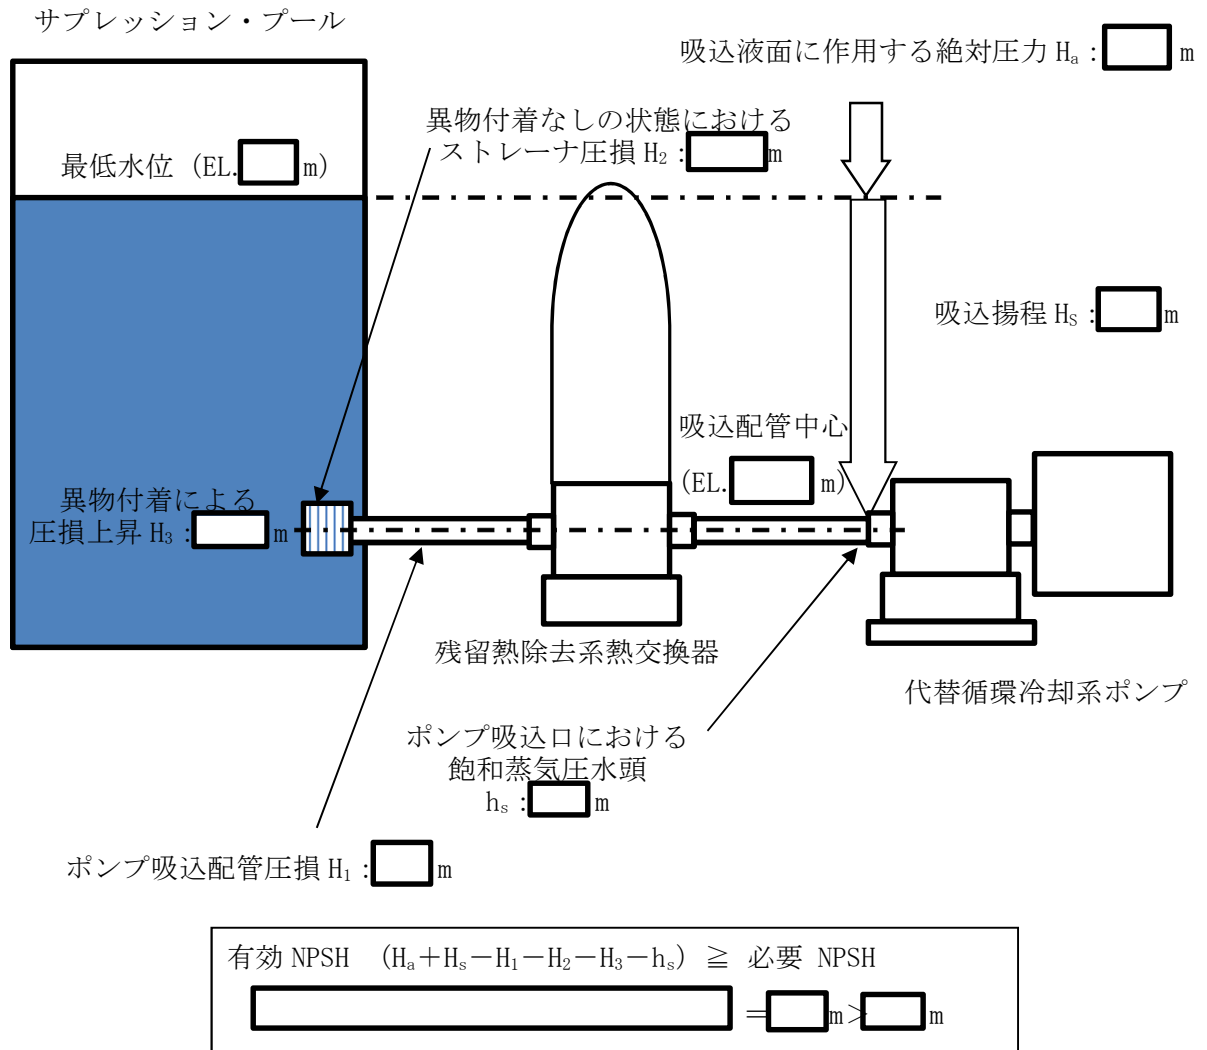 サプレッション・プール
吸込液面に作用する絶対圧力 Ha : m
異物付着なしの状態における
ストレーナ圧損 H2 : m
最低水位 (EL. m)
吸込揚程 HS : m
吸込配管中心
(EL. m)
異物付着による
圧損上昇 H3 : m
残留熱除去系熱交換器
代替循環冷却系ポンプ
ポンプ吸込口における
飽和蒸気圧水頭
hs : m
ポンプ吸込配管圧損 H1 : m
有効 NPSH (Ha+Hs-H1-H2-H3-hs) ≧ 必要 NPSH
= m> m